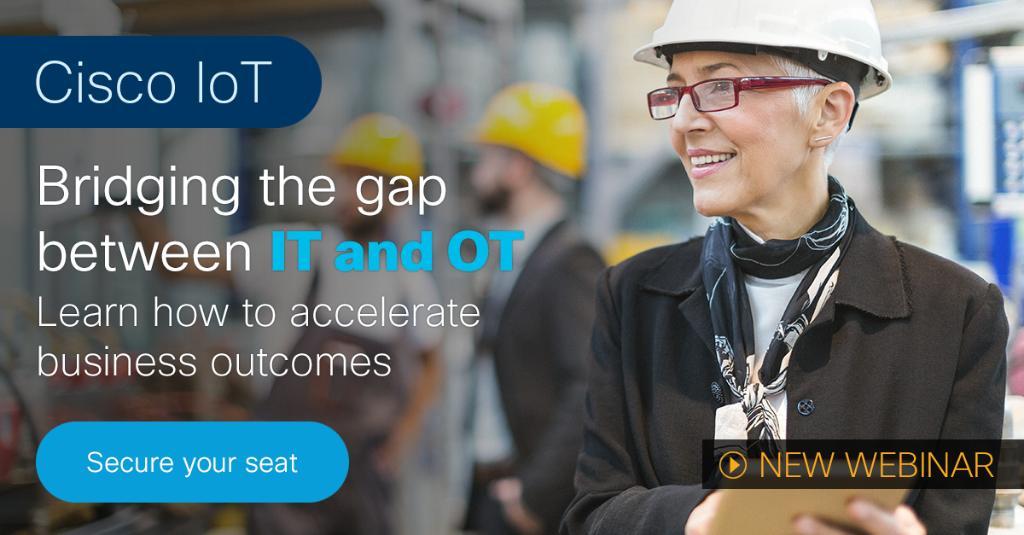 Cisco IoT
Bridging the gap
between IT and OT
Learn how to accelerate
business outcomes
Secure your seat
NEW WEBINAR